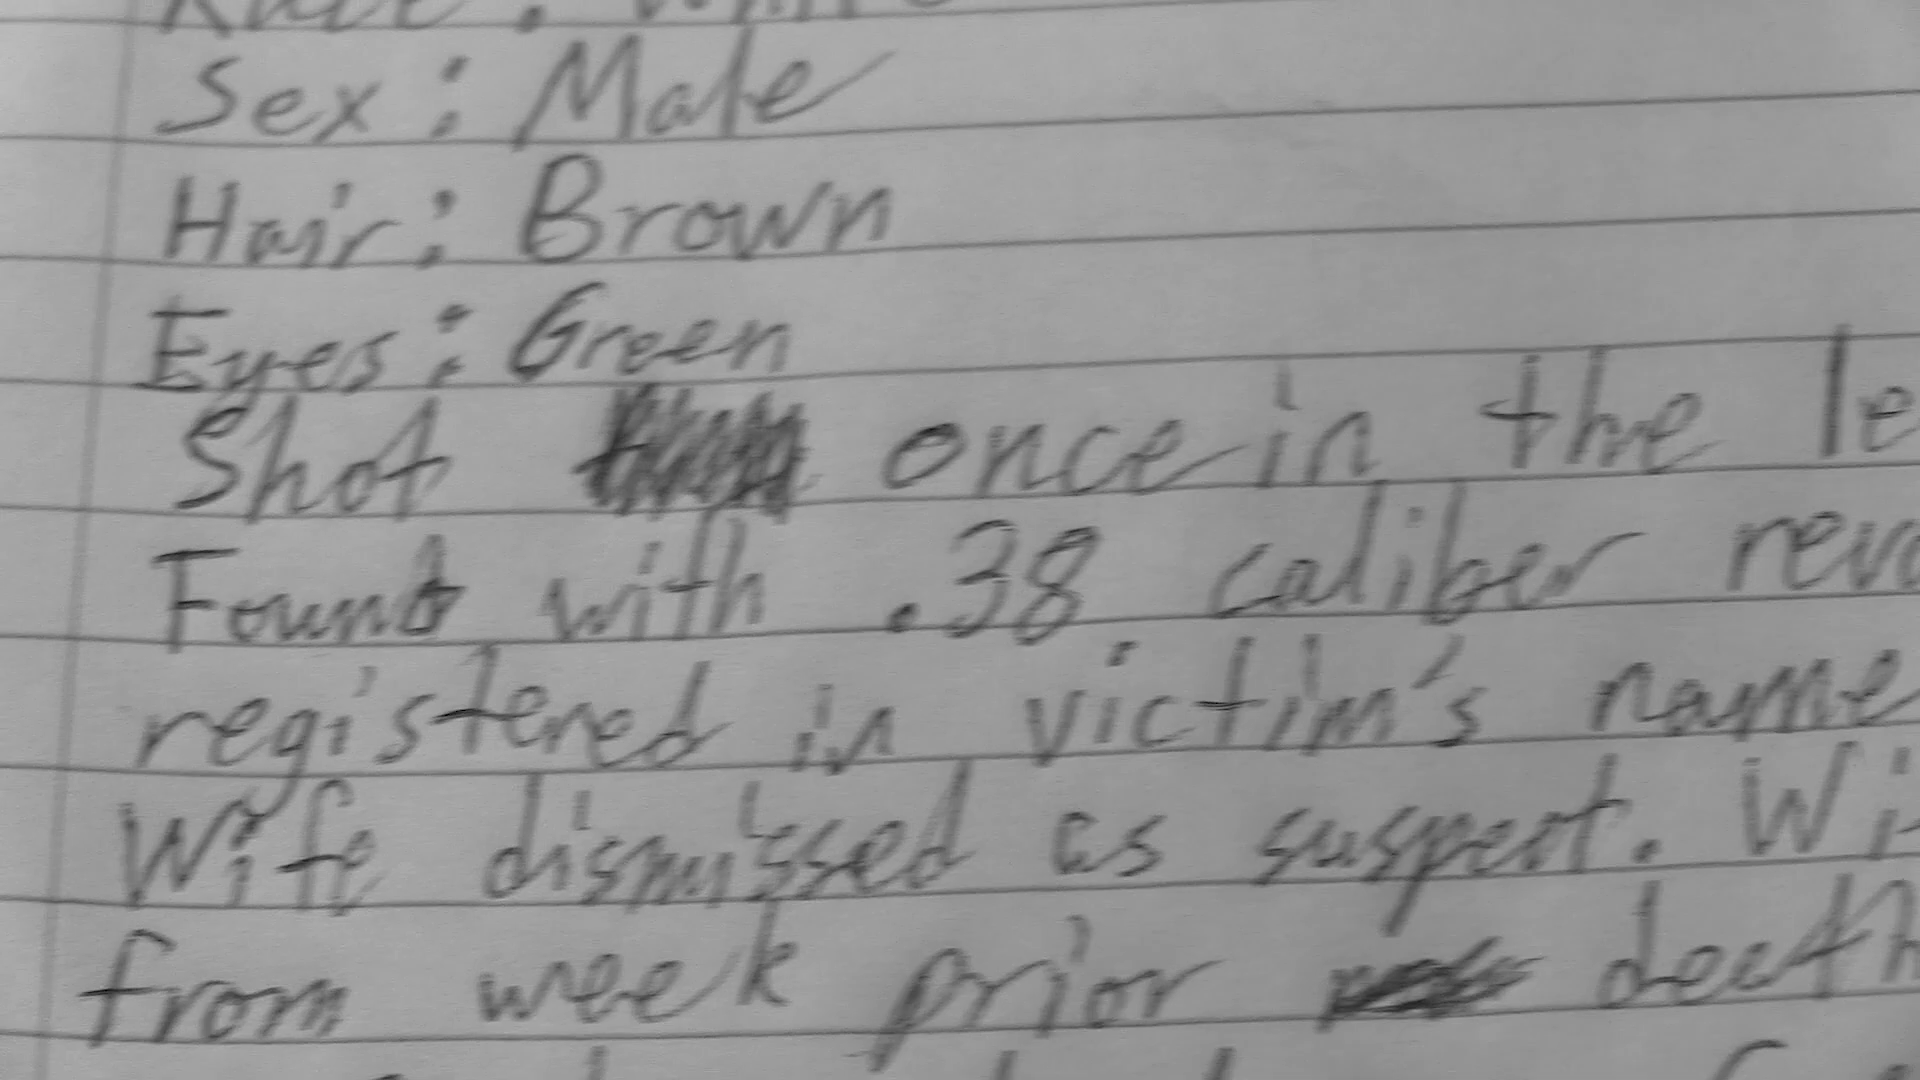 Sex: Male
Hair: Brown
Eyes: Green
Shot once in the
Found with .38 caliber
registered in victim's name
Wife dismissed as suspect.
from week prior death